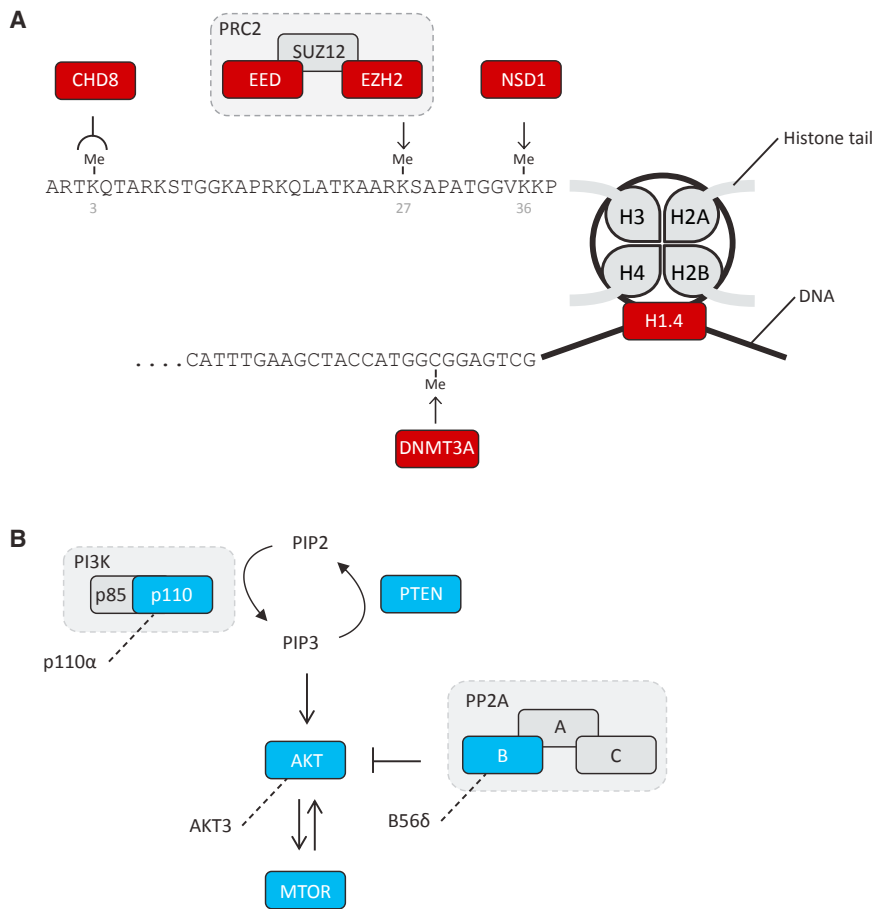 A
PRC2
SUZ12
CHD8
EED
EZH2
NSD1
Me
Me
Me
Histone tail
ARTKQTARKSTGGKAPRKQLATKAARKSAPATGGVKKP
3
27
36
H3
H2A
H4
H2B
DNA
H1.4
....CATTTGAAGCTACCATGGCGGAGTCG
Me
DNMT3A
B
PI3K
PIP2
p85
p110
PTEN
PIP3
p110α
PP2A
A
AKT
B
C
AKT3
B56δ
MTOR